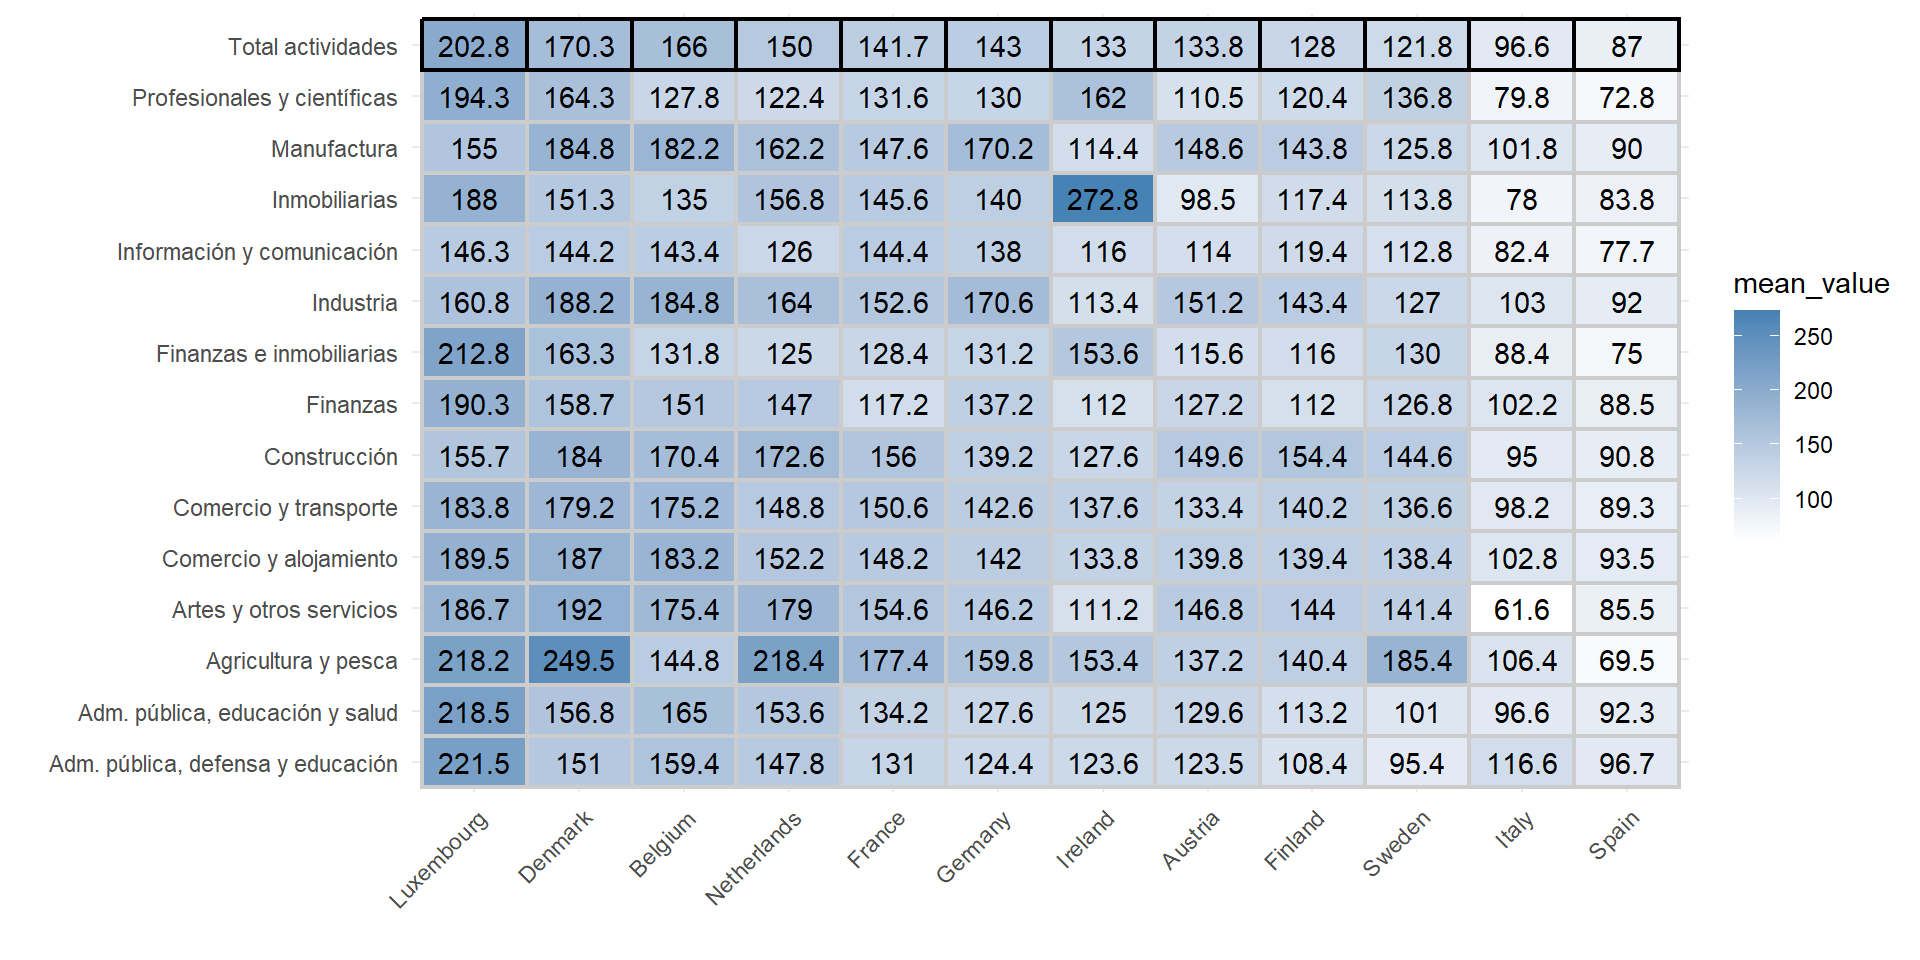 Total actividades 202.8 170.3 166 150 141.7 143 133 133.8 128 121.8 96.6 87
Profesionales y científicas 194.3 164.3 127.8 122.4 131.6 130 162 110.5 120.4 136.8 79.8 72.8
Manufactura 155 184.8 182.2 162.2 147.6 170.2 114.4 148.6 143.8 125.8 101.8 90
Inmobiliarias 188 151.3 135 156.8 145.6 140 272.8 98.5 117.4 113.8 78 83.8
Información y comunicación 146.3 144.2 143.4 126 144.4 138 116 114 119.4 112.8 82.4 77.7
Industria 160.8 188.2 184.8 164 152.6 170.6 113.4 151.2 143.4 127 103 92
Finanzas e inmobiliarias 212.8 163.3 131.8 125 128.4 131.2 153.6 115.6 116 130 88.4 75
Finanzas 190.3 158.7 151 147 117.2 137.2 112 127.2 112 126.8 102.2 88.5
Construcción 155.7 184 170.4 172.6 156 139.2 127.6 149.6 154.4 144.6 95 90.8
Comercio y transporte 183.8 179.2 175.2 148.8 150.6 142.6 137.6 133.4 140.2 136.6 98.2 89.3
Comercio y alojamiento 189.5 187 183.2 152.2 148.2 142 133.8 139.8 139.4 138.4 102.8 93.5
Artes y otros servicios 186.7 192 175.4 179 154.6 146.2 111.2 146.8 144 141.4 61.6 85.5
Agricultura y pesca 218.2 249.5 144.8 218.4 177.4 159.8 153.4 137.2 140.4 185.4 106.4 69.5
Adm. pública, educación y salud 218.5 156.8 165 153.6 134.2 127.6 125 129.6 113.2 101 96.6 92.3
Adm. pública, defensa y educación 221.5 151 159.4 147.8 131 124.4 123.6 123.5 108.4 95.4 116.6 96.7
Luxembourg Denmark Belgium Netherlands France Germany Ireland Austria Finland Sweden Italy Spain
mean_value
250
200
150
100